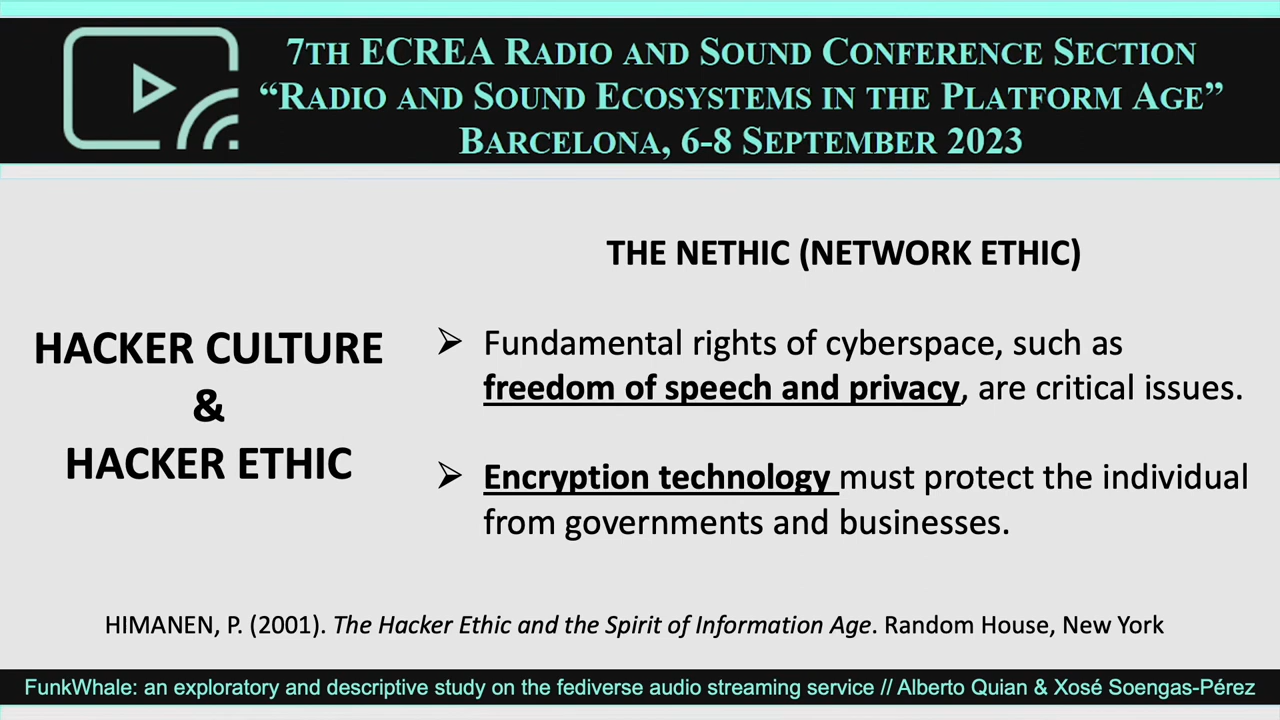 7TH ECREA RADIO AND SOUND CONFERENCE SECTION
“RADIO AND SOUND ECOSYSTEMS IN THE PLATFORM AGE”
BARCELONA, 6-8 SEPTEMBER 2023
HACKER CULTURE
&
HACKER ETHIC
THE NETHIC (NETWORK ETHIC)
➢ Fundamental rights of cyberspace, such as
freedom of speech and privacy, are critical issues.
➢ Encryption technology must protect the individual
from governments and businesses.
HIMANEN, P. (2001). The Hacker Ethic and the Spirit of Information Age. Random House, New York
FunkWhale: an exploratory and descriptive study on the fediverse audio streaming service // Alberto Quian & Xosé Soengas-Pérez